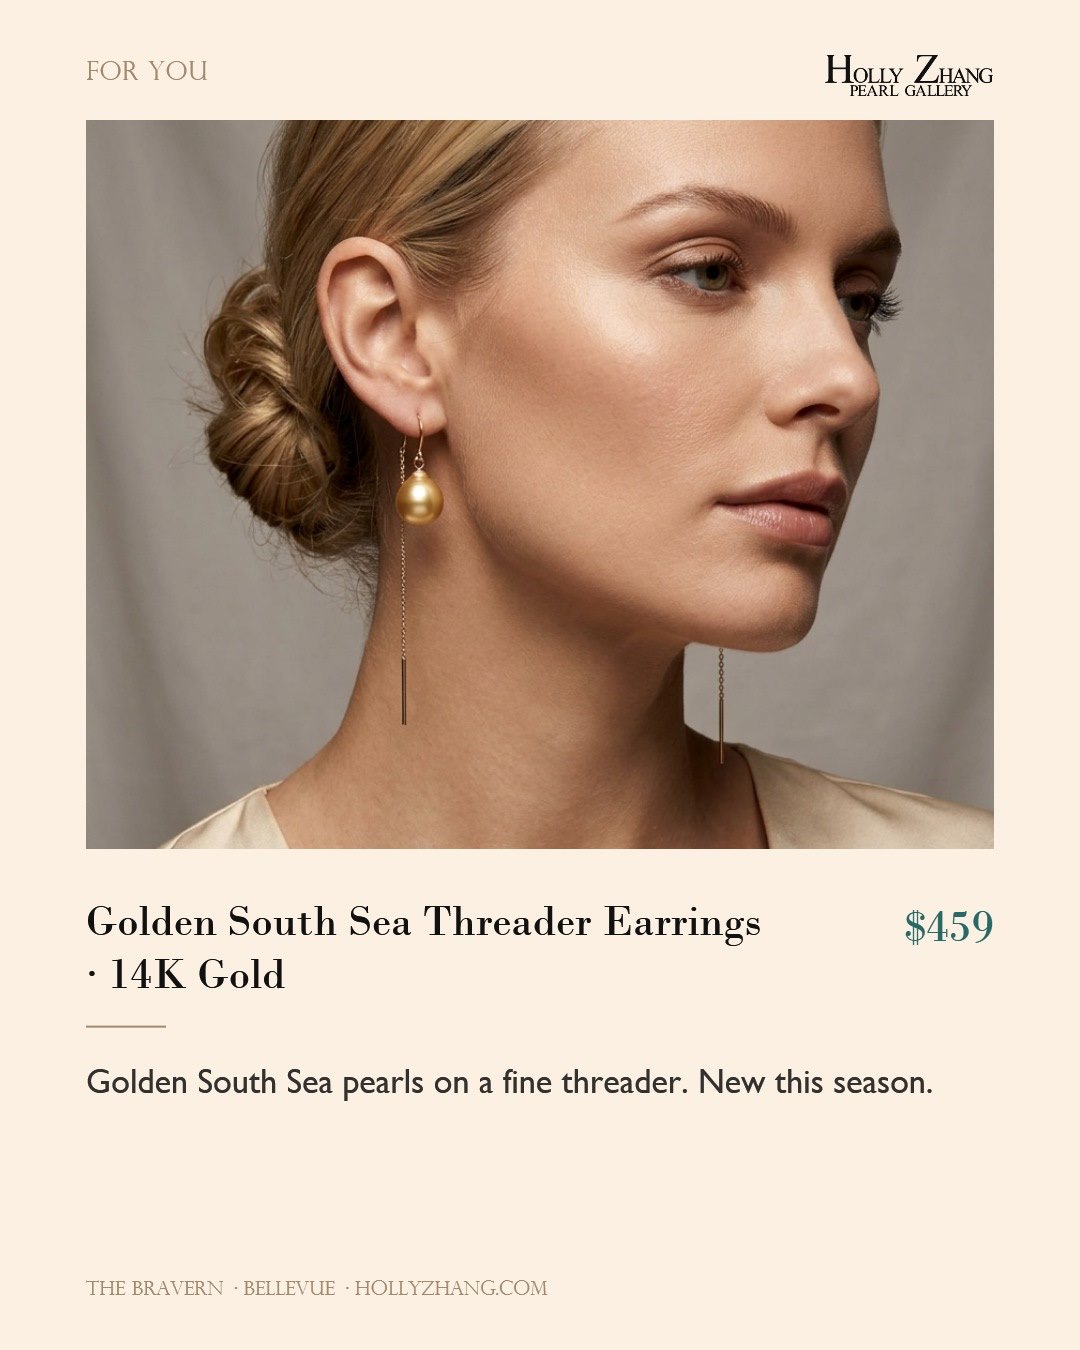 FOR YOU
HOLLY ZHANG
PEARL GALLERY
Golden South Sea Threader Earrings
· 14K Gold
$459
Golden South Sea pearls on a fine threader. New this season.
THE BRAVERN · BELLEVUE · HOLLYZHANG.COM